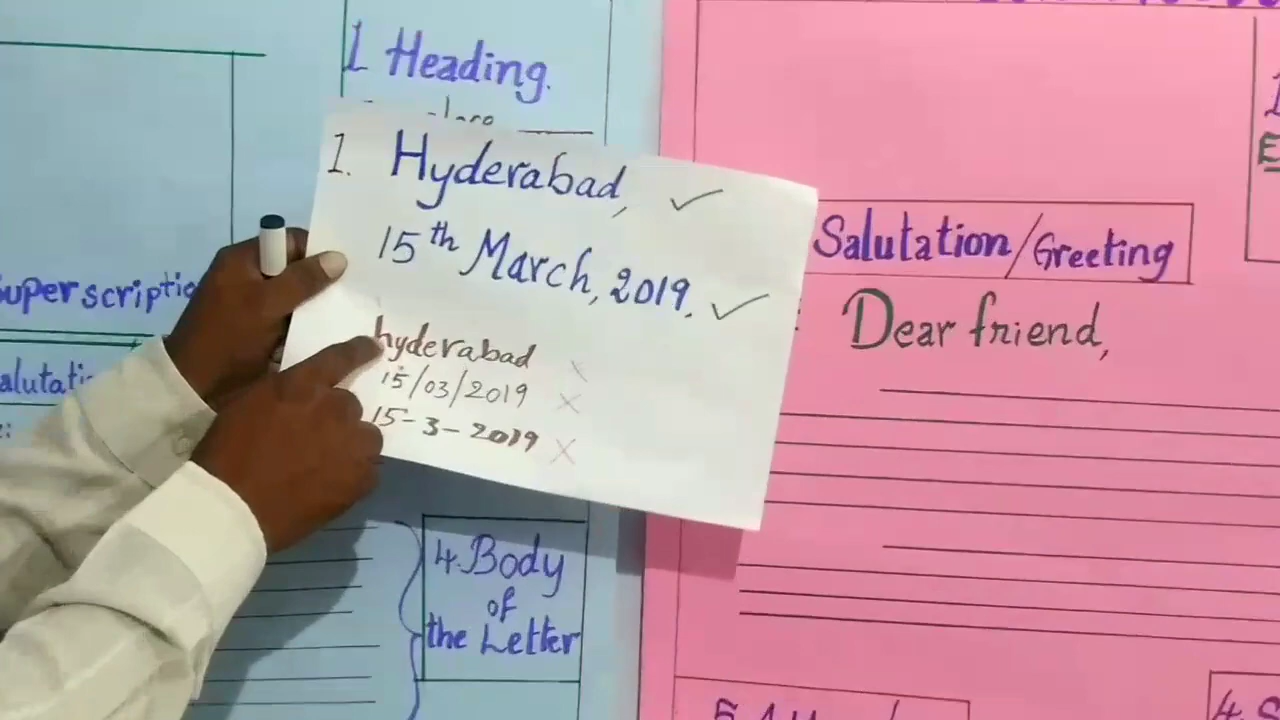 1 Heading.
1. Hyderabad,
15th March, 2019.
hyderabad
15/03/2019
15-3-2019
Superscriptio
alutati
4. Body
of
the Letter
Salutation/Greeting
Dear friend,